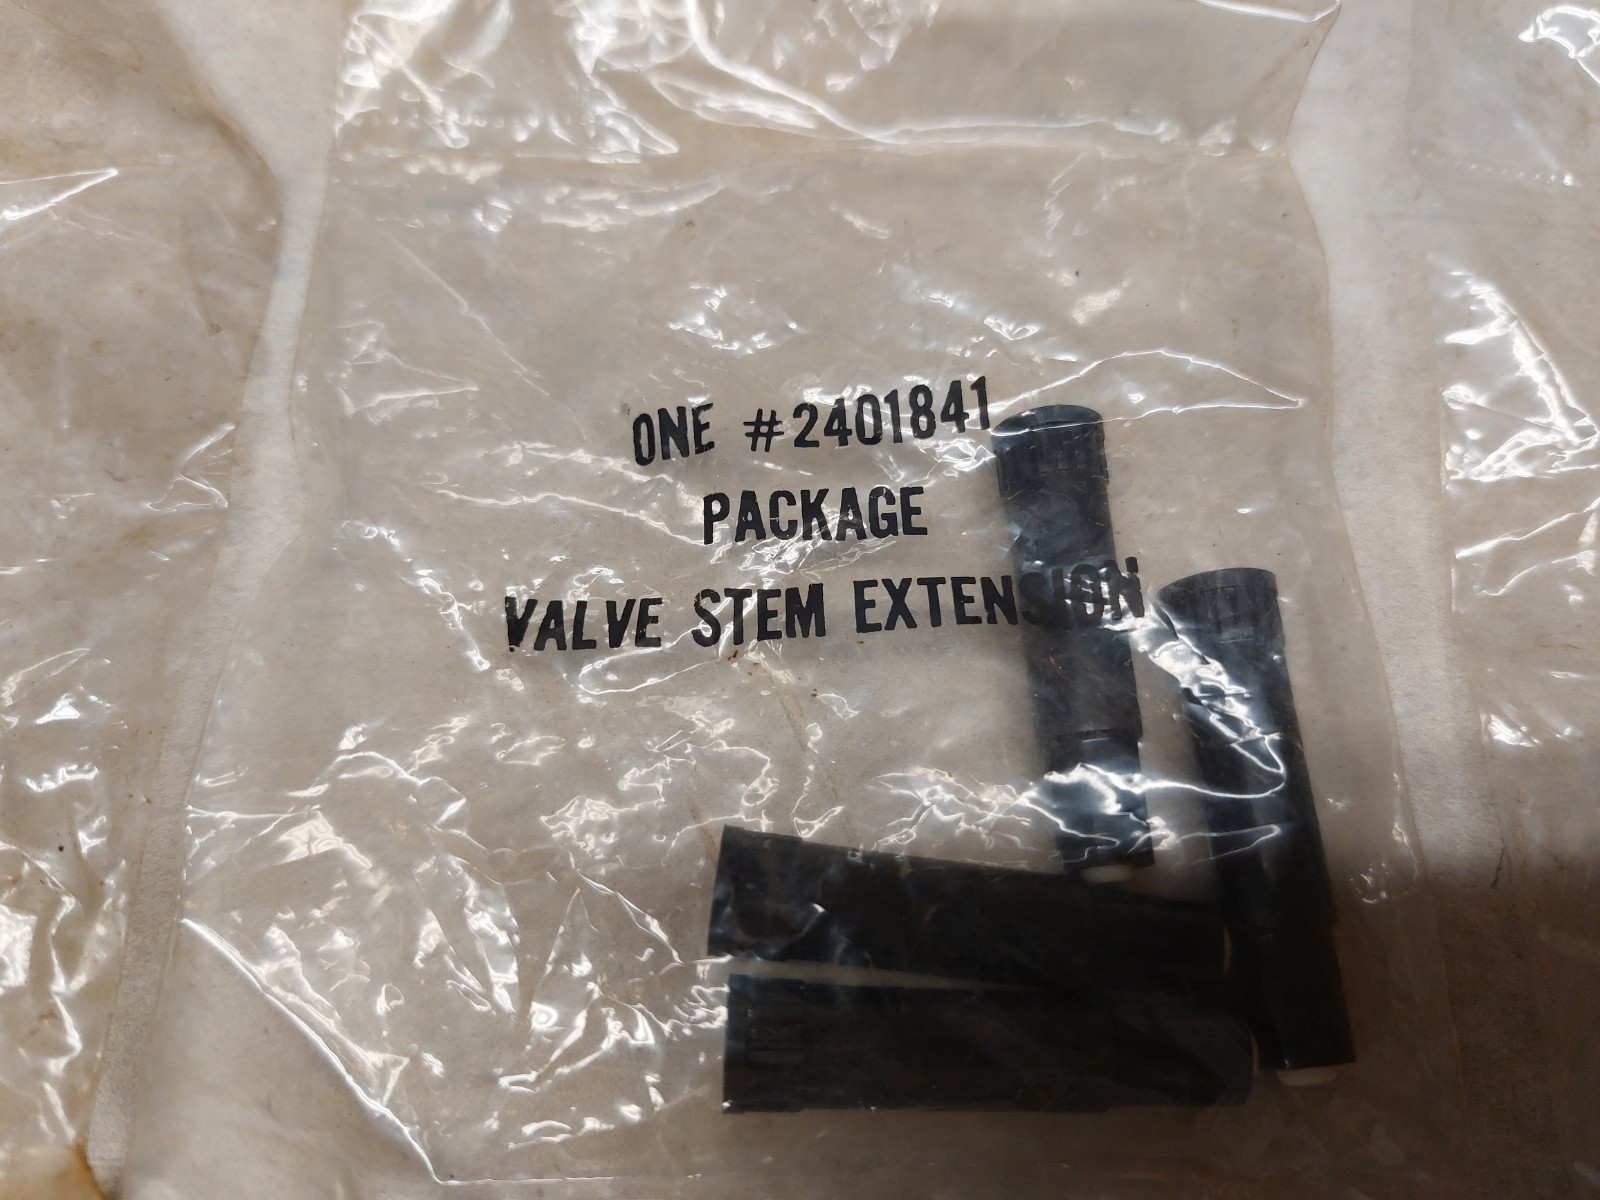 ONE #2401841
PACKAGE
VALVE STEM EXTENSION